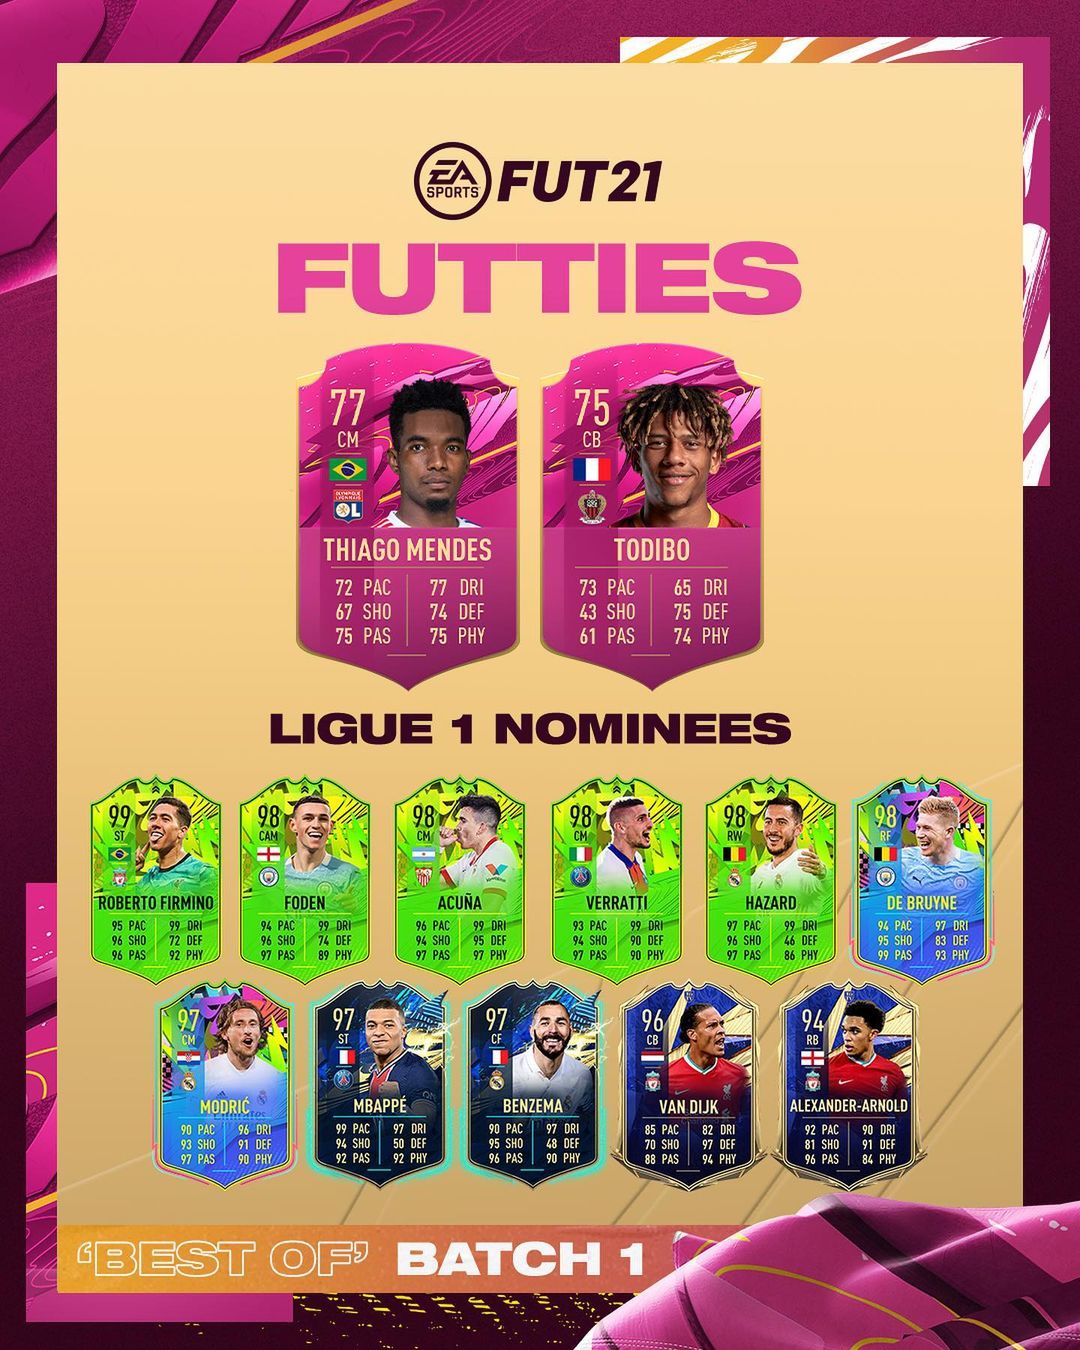 EA SPORTS FUT21
FUTTIES
77
CM
OLYMPIQUE LYONNAIS
OL
THIAGO MENDES
72 PAC 77 DRI
67 SHO 74 DEF
75 PAS 75 PHY
75
CB
TODIBO
73 PAC 65 DRI
43 SHO 75 DEF
61 PAS 74 PHY
LIGUE 1 NOMINEES
99
ST
ROBERTO FIRMINO
95 PAC 99 DRI
96 SHO 72 DEF
96 PAS 92 PHY
98
CAM
FODEN
94 PAC 99 DRI
96 SHO 74 DEF
97 PAS 89 PHY
98
CM
ACUÑA
96 PAC 99 DRI
94 SHO 95 DEF
97 PAS 97 PHY
98
CM
VERRATTI
93 PAC 99 DRI
94 SHO 90 DEF
97 PAS 90 PHY
98
RW
HAZARD
97 PAC 99 DRI
96 SHO 46 DEF
97 PAS 86 PHY
98
RF
DE BRUYNE
94 PAC 97 DRI
95 SHO 83 DEF
99 PAS 93 PHY
97
CM
MODRIĆ
90 PAC 96 DRI
93 SHO 91 DEF
97 PAS 90 PHY
97
ST
MBAPPÉ
99 PAC 97 DRI
94 SHO 50 DEF
92 PAS 92 PHY
97
CF
BENZEMA
90 PAC 97 DRI
95 SHO 48 DEF
96 PAS 90 PHY
96
CB
VAN DIJK
85 PAC 82 DRI
70 SHO 97 DEF
88 PAS 94 PHY
94
RB
ALEXANDER-ARNOLD
92 PAC 90 DRI
81 SHO 91 DEF
96 PAS 84 PHY
'BEST OF' BATCH 1